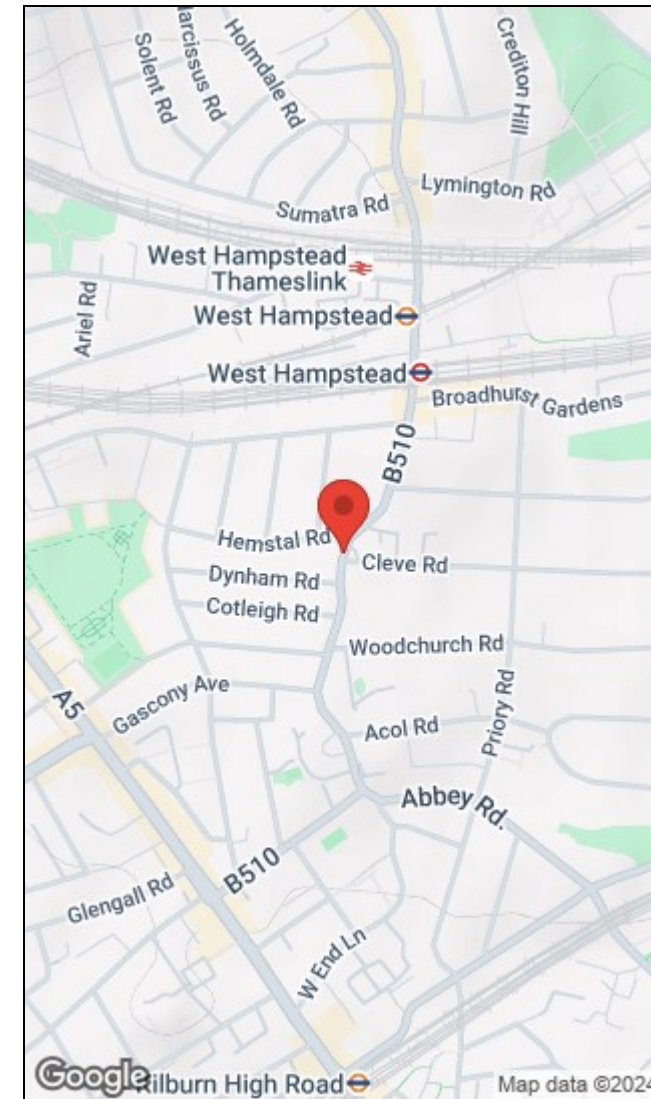 Solent Rd
arcissus Rd
Holmdale Rd
Crediton Hill
Lymington Rd
Sumatra Rd
West Hampstead
Thameslink
Ariel Rd
West Hampstead
West Hampstead
Broadhurst Gardens
B510
Hemstal Rd
Cleve Rd
Dynham Rd
Cotleigh Rd
Woodchurch Rd
Gascony Ave
A5
Priory Rd
Acol Rd
Abbey Rd.
B510
Glengall Rd
W End Ln
Google
Kilburn High Road
Map data ©2024